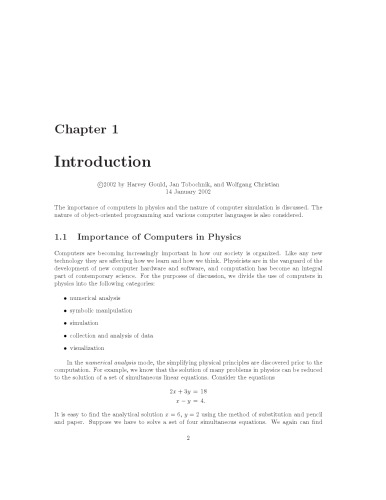 Chapter 1
Introduction
©2002 by Harvey Gould, Jan Tobochnik, and Wolfgang Christian
14 January 2002
The importance of computers in physics and the nature of computer simulation is discussed. The
nature of object-oriented programming and various computer languages is also considered.
1.1 Importance of Computers in Physics
Computers are becoming increasingly important in how our society is organized. Like any new
technology they are affecting how we learn and how we think. Physicists are in the vanguard of the
development of new computer hardware and software, and computation has become an integral
part of contemporary science. For the purposes of discussion, we divide the use of computers in
physics into the following categories:
• numerical analysis
• symbolic manipulation
• simulation
• collection and analysis of data
• visualization
In the numerical analysis mode, the simplifying physical principles are discovered prior to the
computation. For example, we know that the solution of many problems in physics can be reduced
to the solution of a set of simultaneous linear equations. Consider the equations
2x + 3y = 18
x − y = 4.
It is easy to find the analytical solution x = 6, y = 2 using the method of substitution and pencil
and paper. Suppose we have to solve a set of four simultaneous equations. We again can find
2